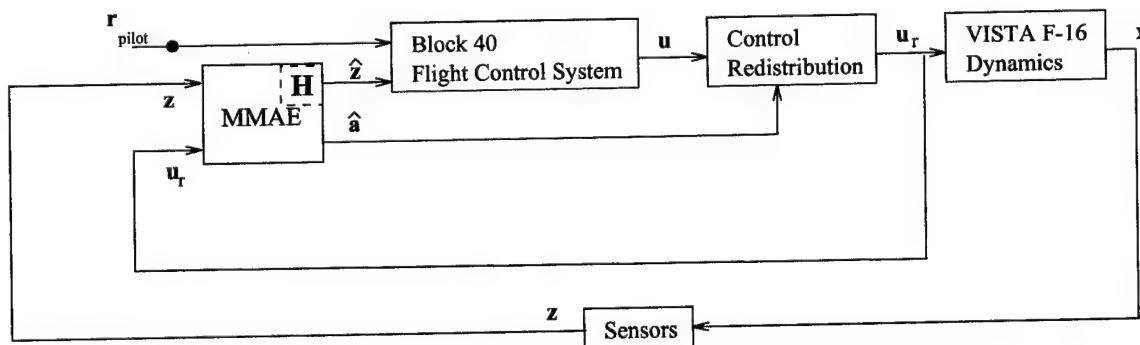 r pilot
Block 40
Flight Control System
u
Control
Redistribution
u r
VISTA F-16
Dynamics
x
z
MMAE
H
ẑ
â
u r
z
Sensors